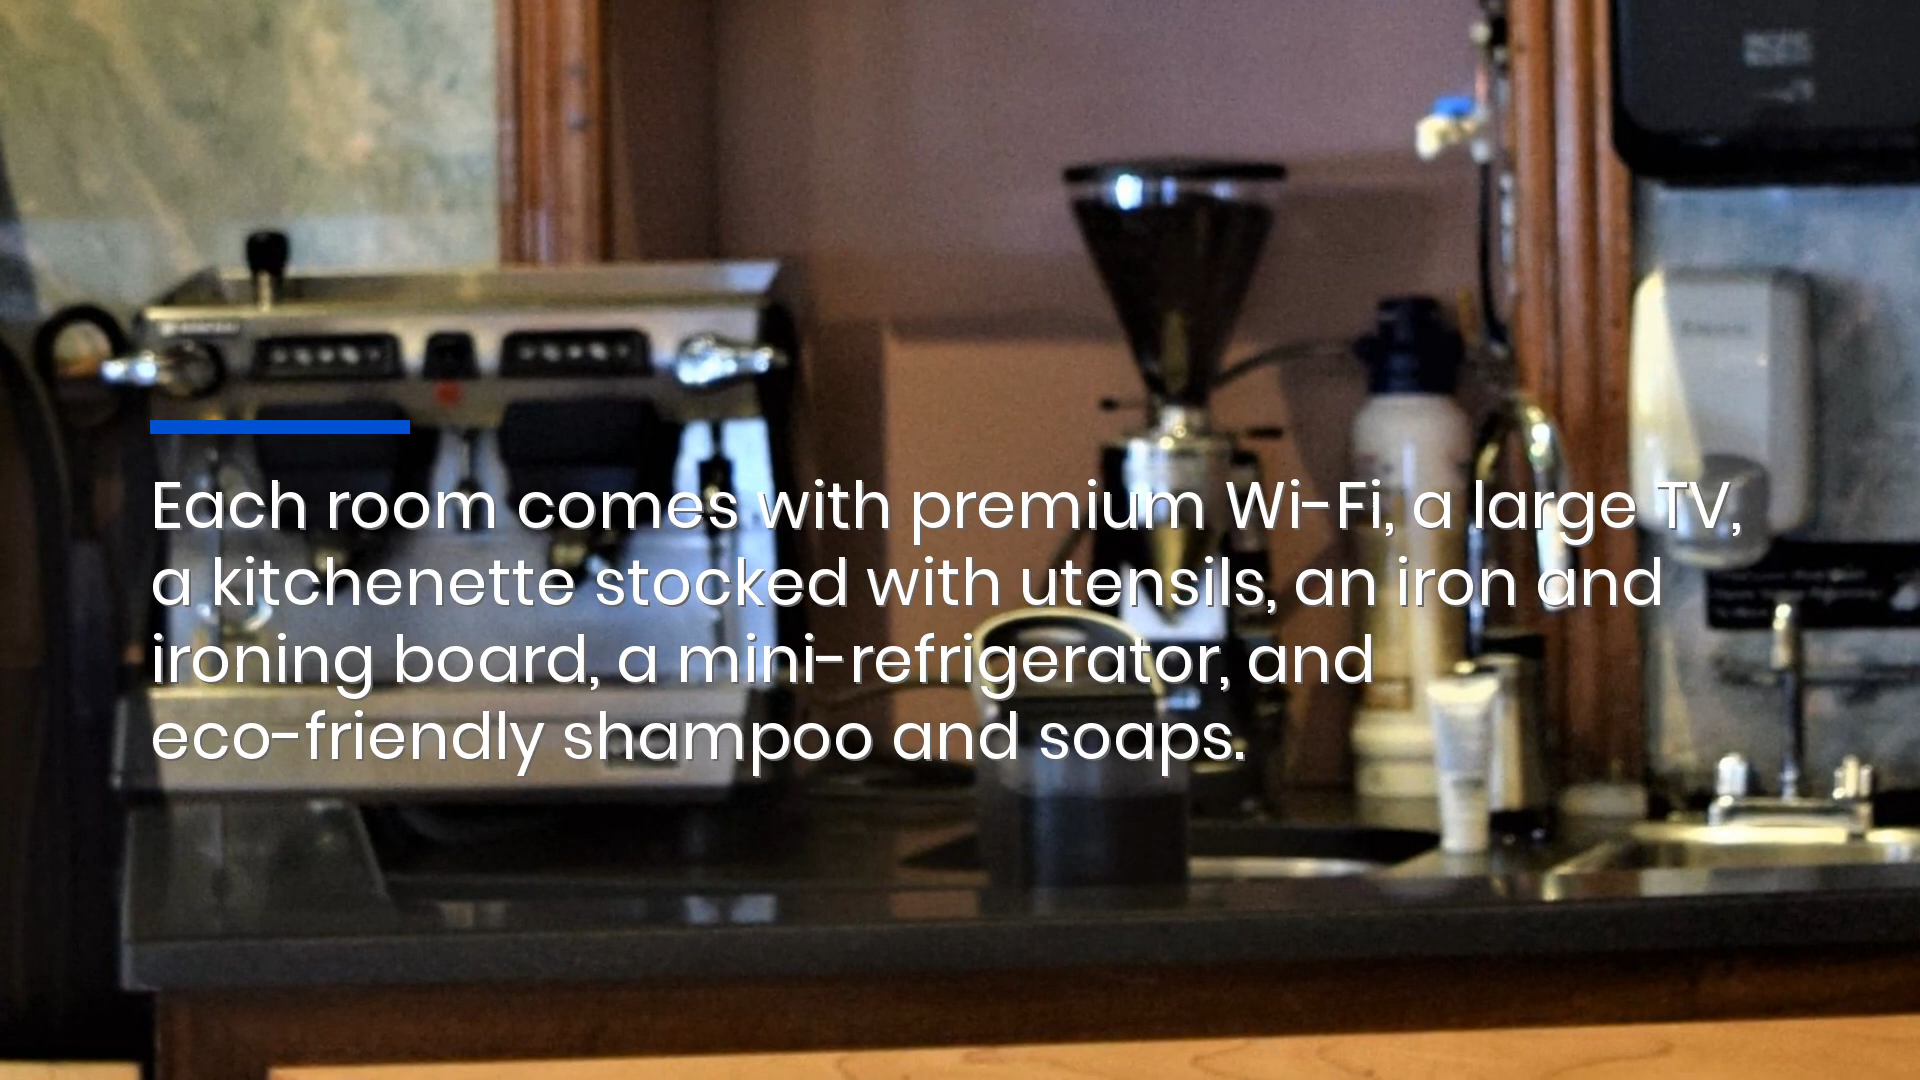 Each room comes with premium Wi-Fi, a large TV,
a kitchenette stocked with utensils, an iron and
ironing board, a mini-refrigerator, and
eco-friendly shampoo and soaps.